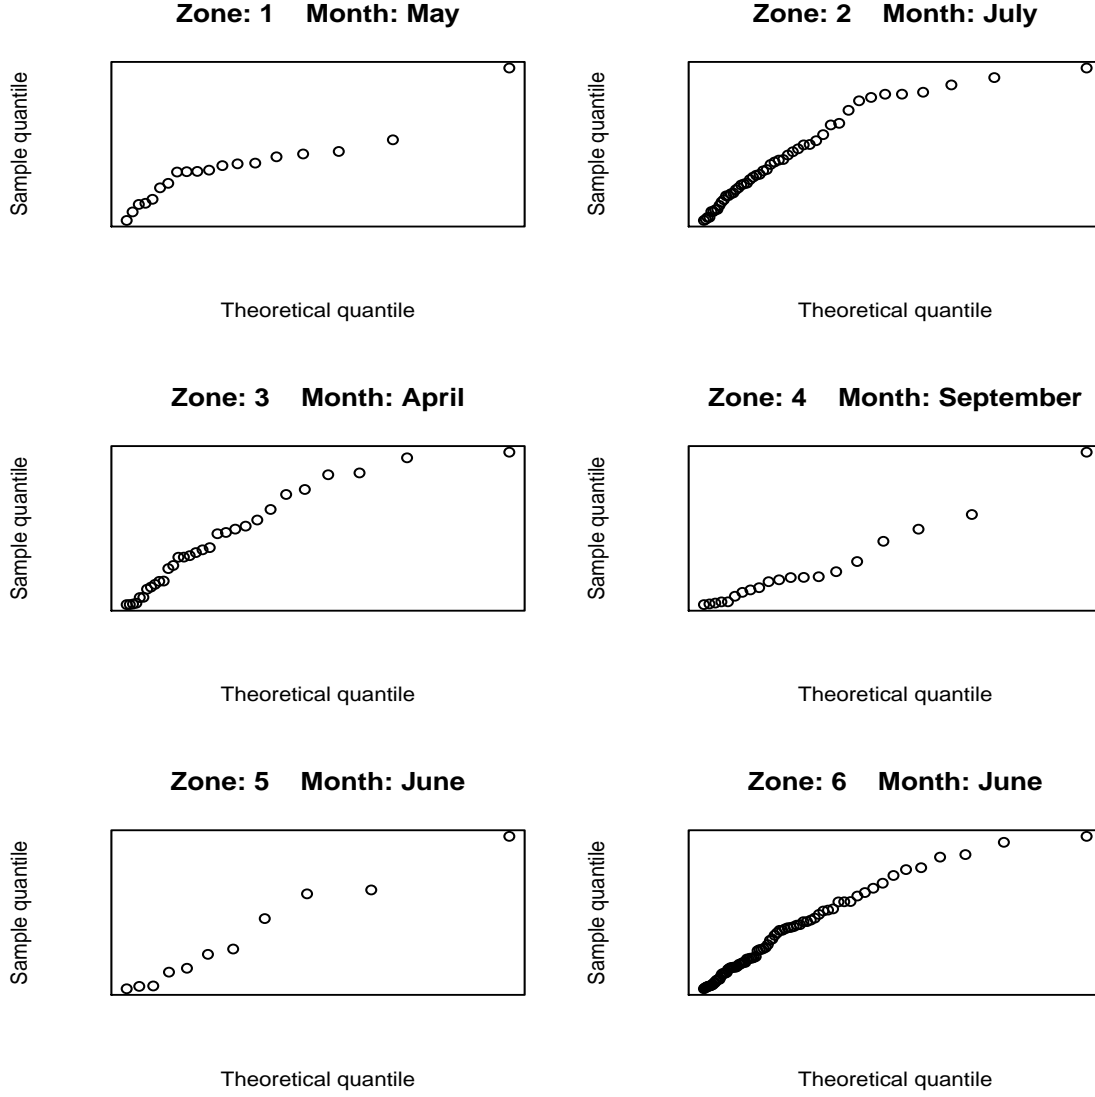 Zone: 1 Month: May
Sample quantile
Theoretical quantile
Zone: 2 Month: July
Sample quantile
Theoretical quantile
Zone: 3 Month: April
Sample quantile
Theoretical quantile
Zone: 4 Month: September
Sample quantile
Theoretical quantile
Zone: 5 Month: June
Sample quantile
Theoretical quantile
Zone: 6 Month: June
Sample quantile
Theoretical quantile